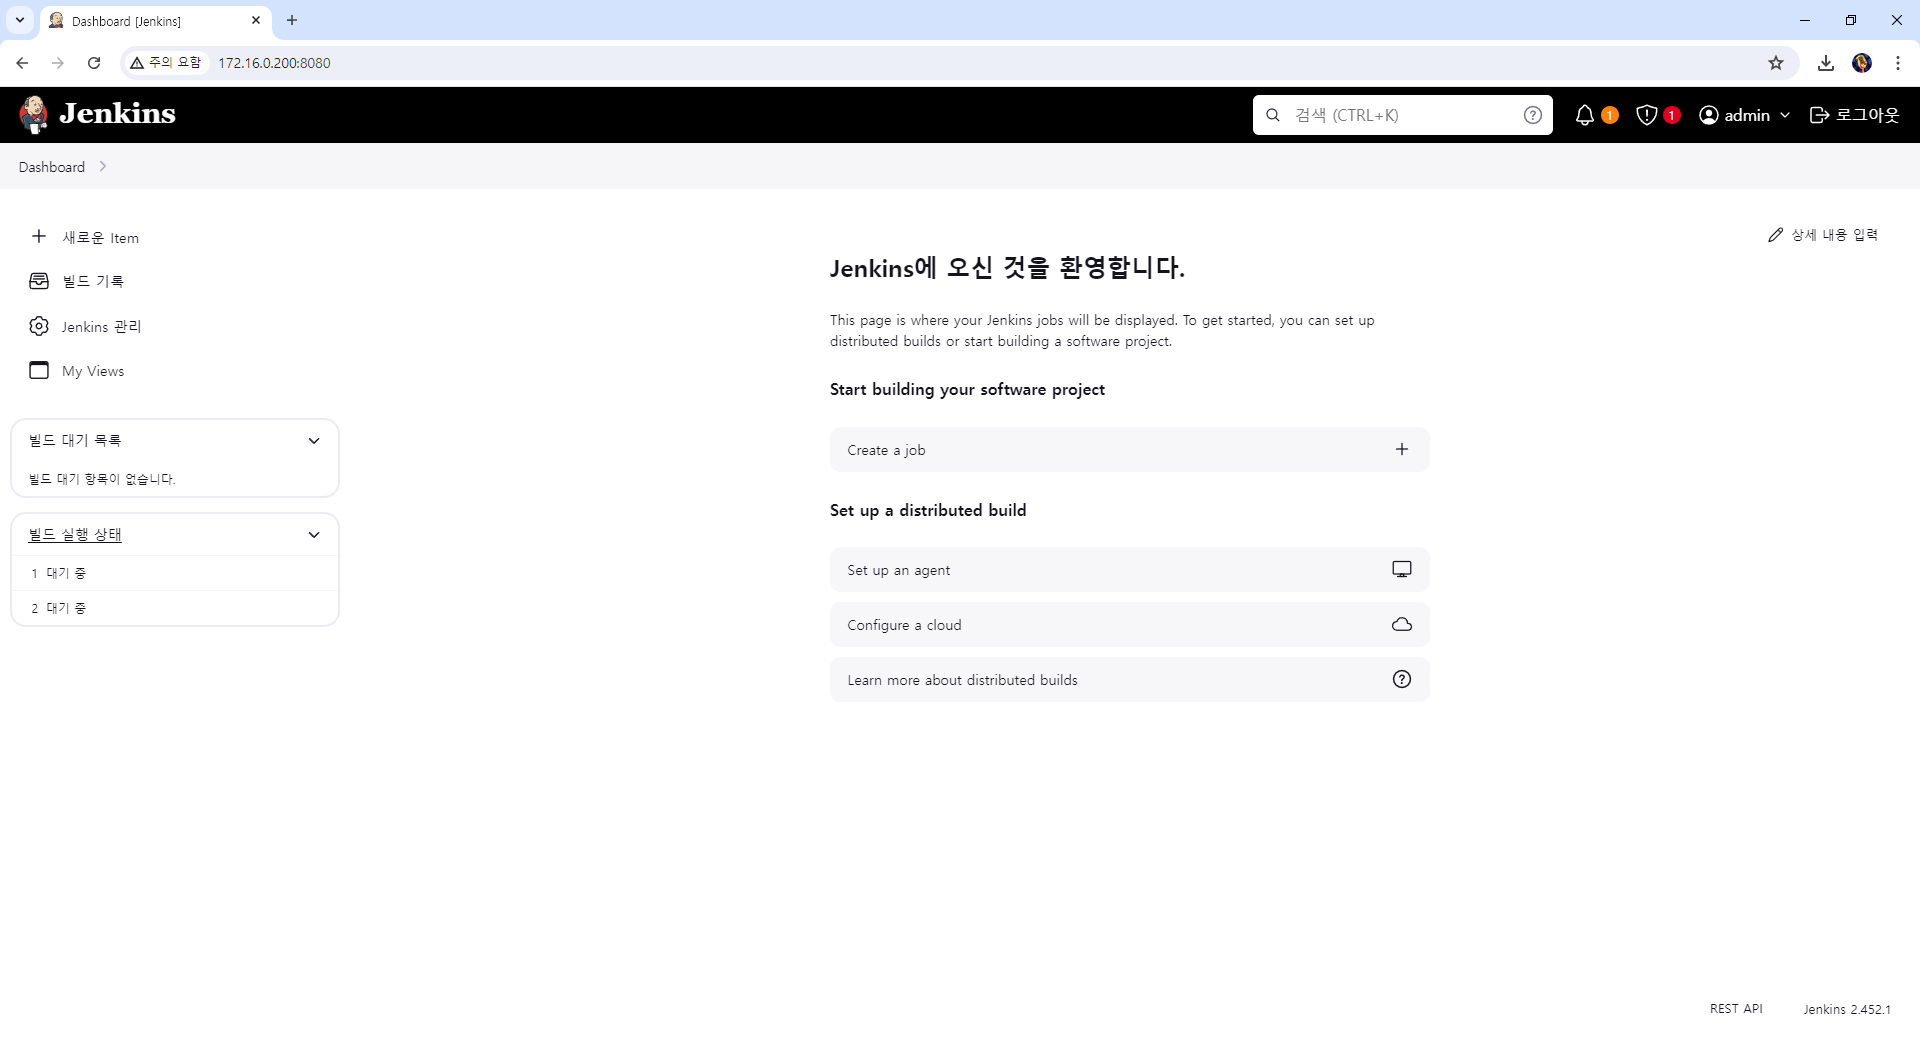 Dashboard [Jenkins]
주의 요함
172.16.0.200:8080
Jenkins
검색 (CTRL+K)
1
1
admin
로그아웃
Dashboard
새로운 Item
빌드 기록
Jenkins 관리
My Views
빌드 대기 목록
빌드 대기 항목이 없습니다.
빌드 실행 상태
1 대기 중
2 대기 중
상세 내용 입력
Jenkins에 오신 것을 환영합니다.
This page is where your Jenkins jobs will be displayed. To get started, you can set up
distributed builds or start building a software project.
Start building your software project
Create a job
Set up a distributed build
Set up an agent
Configure a cloud
Learn more about distributed builds
REST API
Jenkins 2.452.1